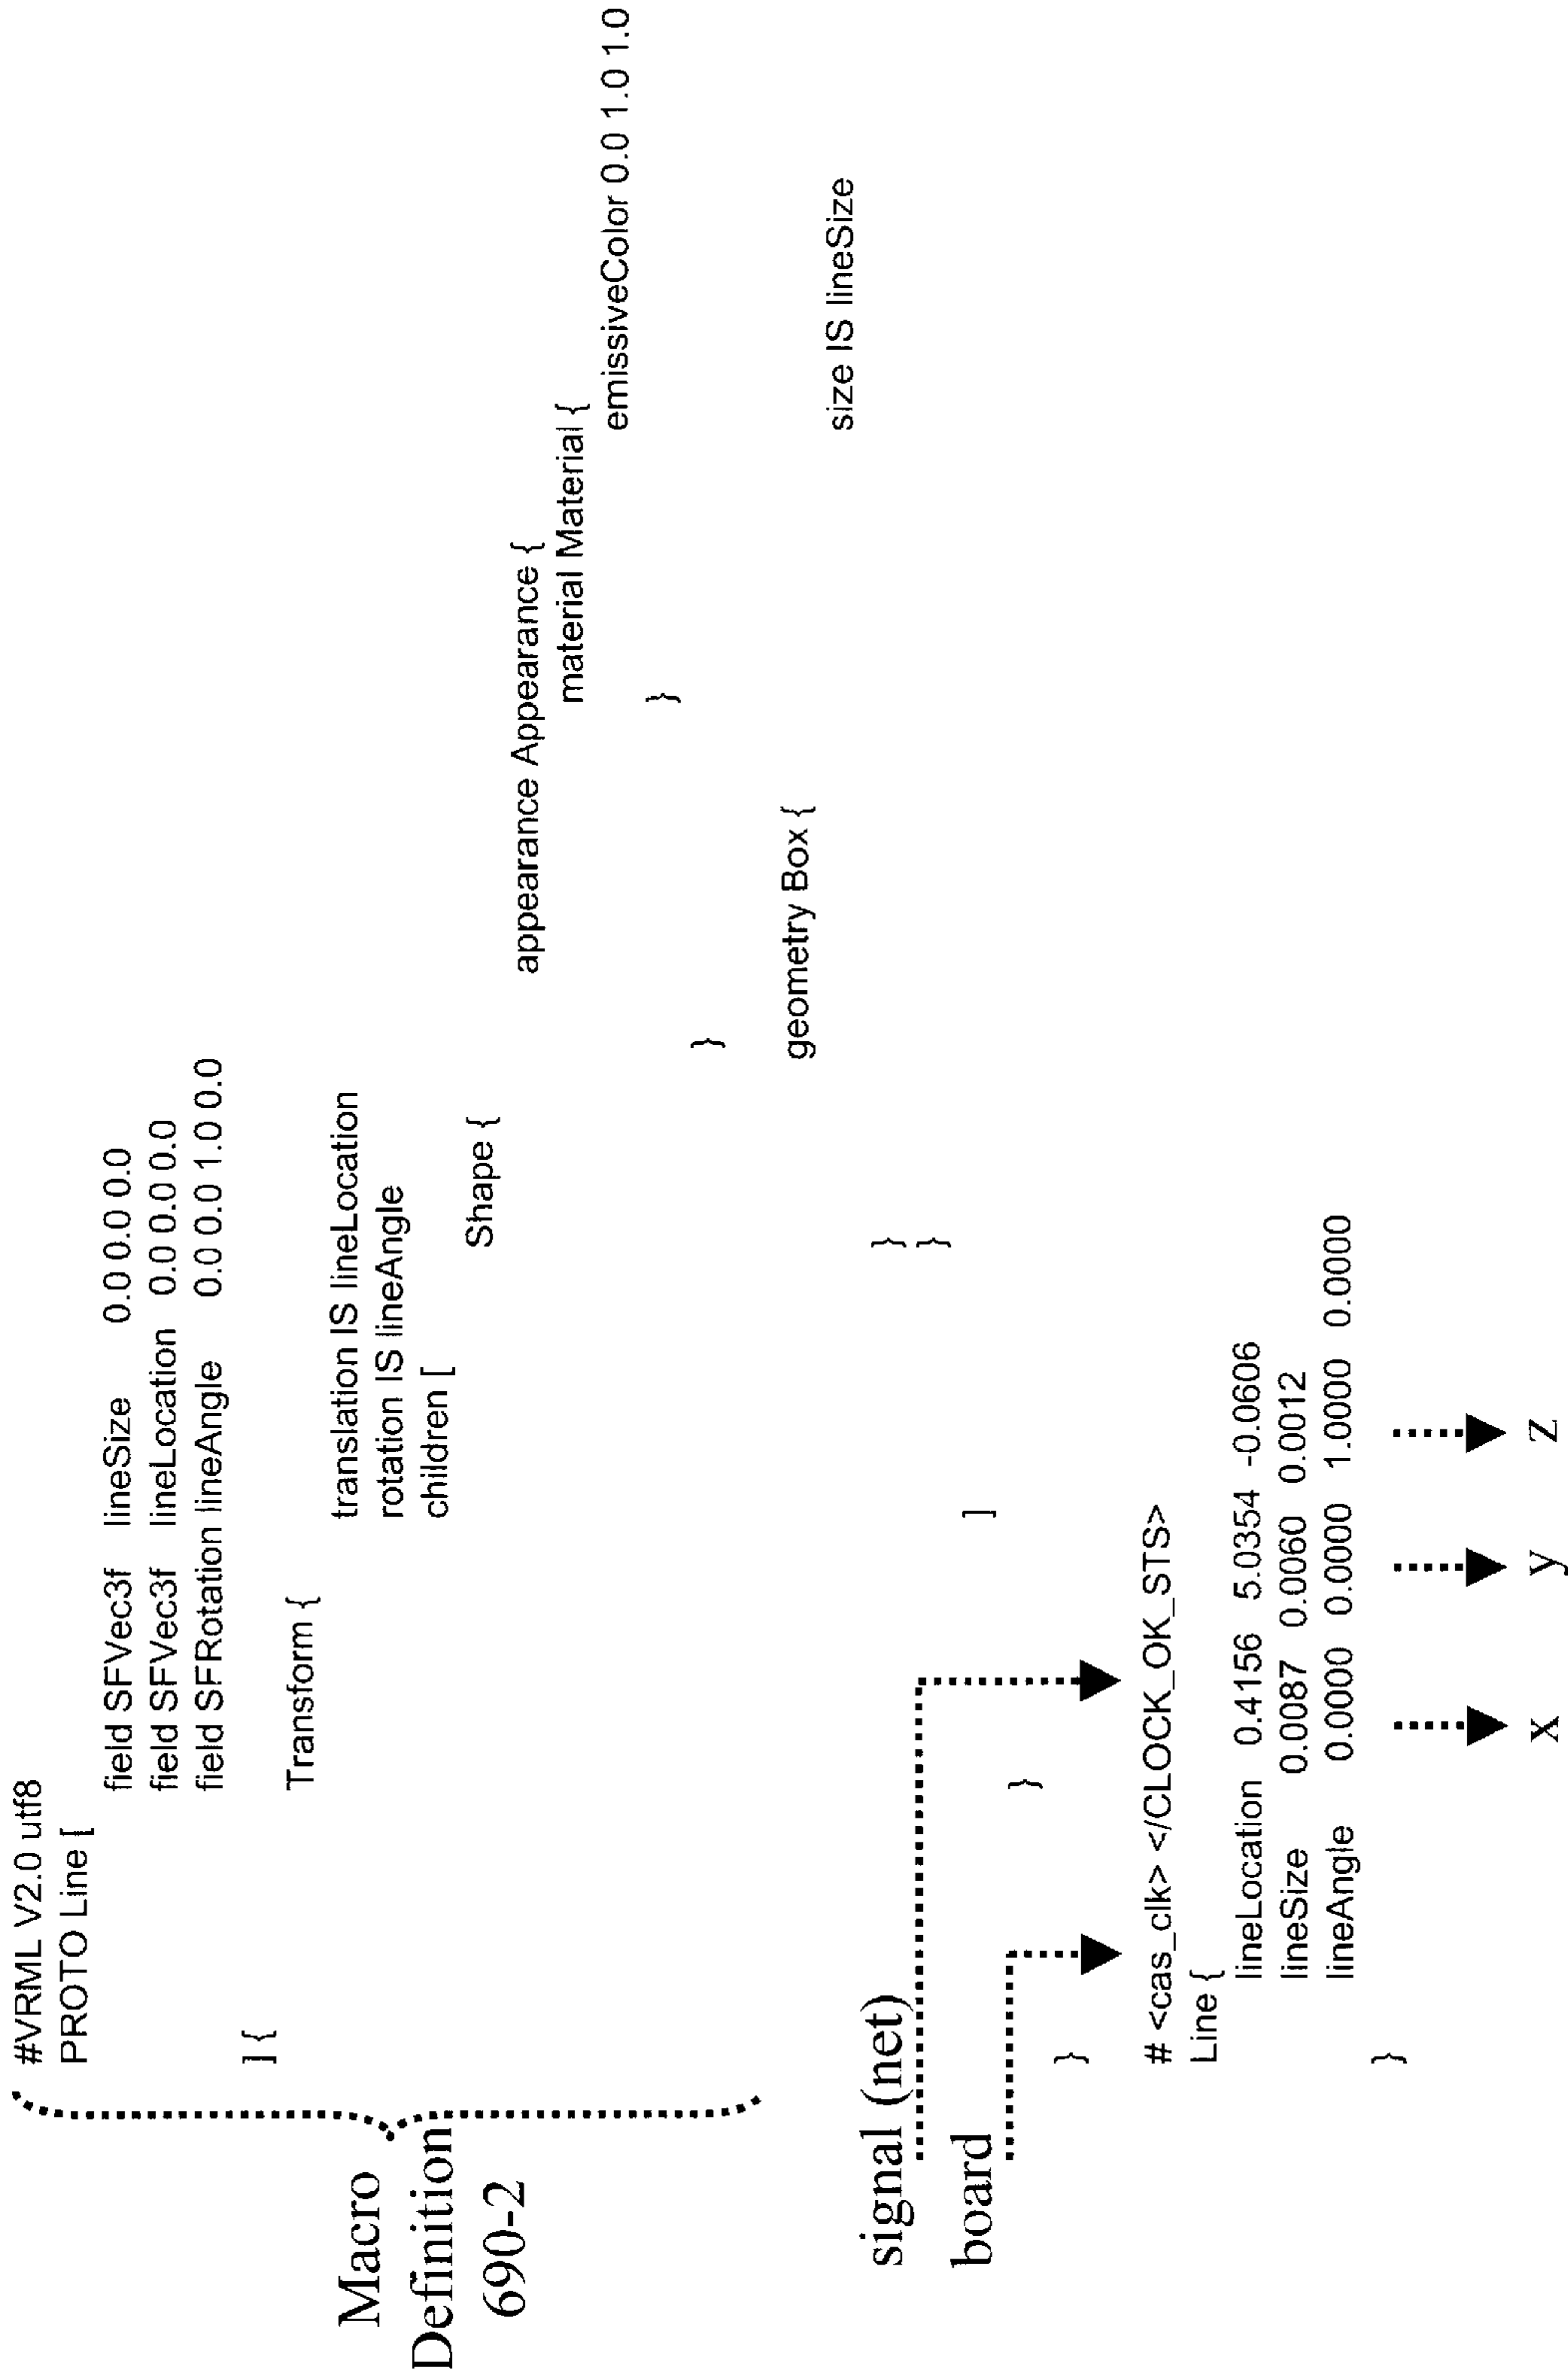 #VRML V2.0 utf8
PROTO Line [
field SFVec3f lineSize 0.0 0.0 0.0
field SFVec3f lineLocation 0.0 0.0 0.0
field SFRotation lineAngle 0.0 0.0 1.0 0.0
] {
Transform {
translation IS lineLocation
rotation IS lineAngle
children [
Shape {
appearance Appearance {
material Material {
emissiveColor 0.0 1.0 1.0
}
}
geometry Box {
size IS lineSize
}
}
]
}
}
Macro
Definition
690-2
signal (net)
board
# <cas_clk> </CLOCK_OK_STS>
Line {
lineLocation 0.4156 5.0354 -0.0606
lineSize 0.0087 0.0060 0.0012
lineAngle 0.0000 0.0000 1.0000 0.0000
}
x y z